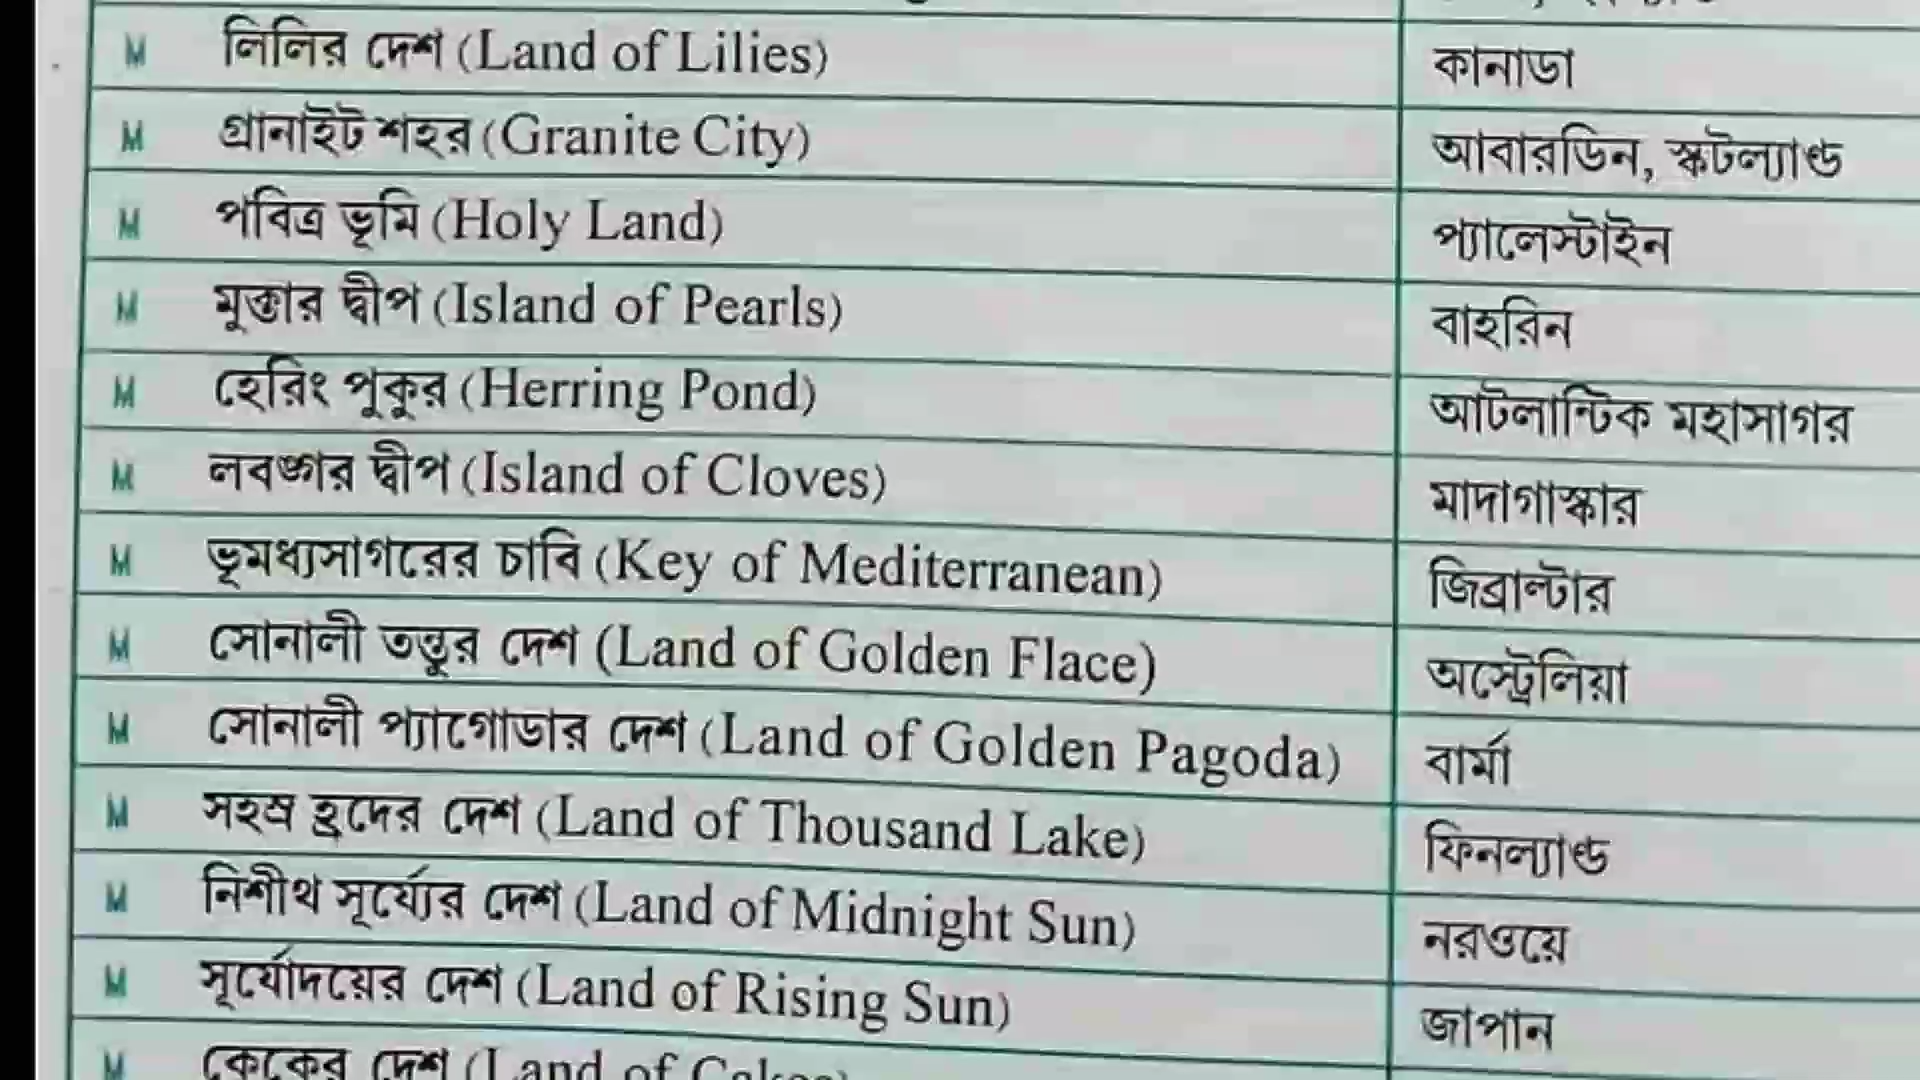 M লিলির দেশ (Land of Lilies) কানাডা
M গ্রানাইট শহর (Granite City) আবারডিন, স্কটল্যাণ্ড
M পবিত্র ভূমি (Holy Land) প্যালেস্টাইন
M মুক্তার দ্বীপ (Island of Pearls) বাহরিন
M হেরিং পুকুর (Herring Pond) আটলান্টিক মহাসাগর
M লবঙ্গার দ্বীপ (Island of Cloves) মাদাগাস্কার
M ভূমধ্যসাগরের চাবি (Key of Mediterranean) জিব্রাল্টার
M সোনালী তন্তুর দেশ (Land of Golden Flace) অস্ট্রেলিয়া
M সোনালী প্যাগোডার দেশ (Land of Golden Pagoda) বার্মা
M সহস্র হ্রদের দেশ (Land of Thousand Lake) ফিনল্যাণ্ড
M নিশীথ সূর্য্যের দেশ (Land of Midnight Sun) নরওয়ে
M সূর্যোদয়ের দেশ (Land of Rising Sun) জাপান
M কেকের দেশ (Land of Cakes)